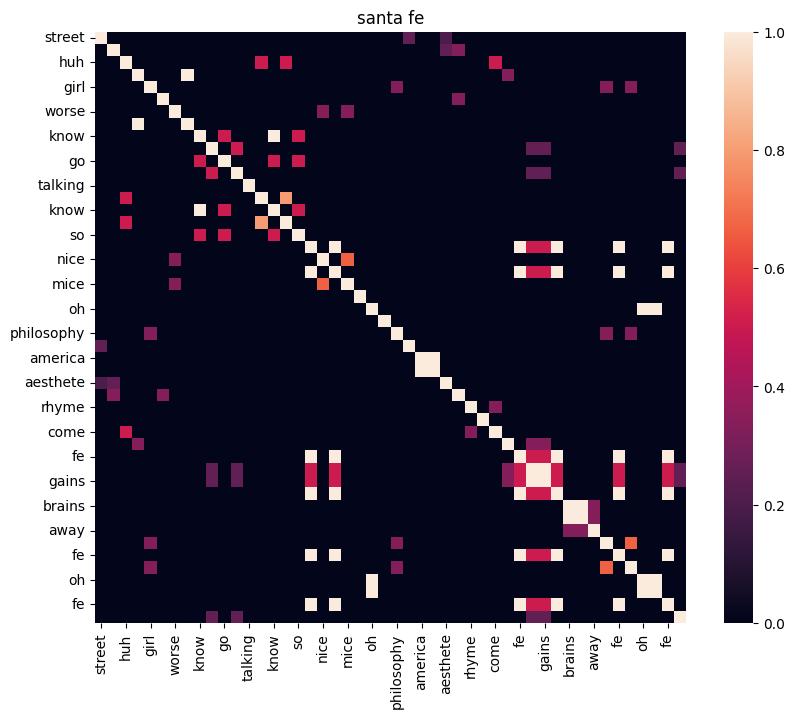 santa fe
street
huh
girl
worse
know
go
talking
know
so
nice
mice
oh
philosophy
america
aesthete
rhyme
come
fe
gains
brains
away
fe
oh
fe
street
huh
girl
worse
know
go
talking
know
so
nice
mice
oh
philosophy
america
aesthete
rhyme
come
fe
gains
brains
away
fe
oh
fe
1.0
0.8
0.6
0.4
0.2
0.0